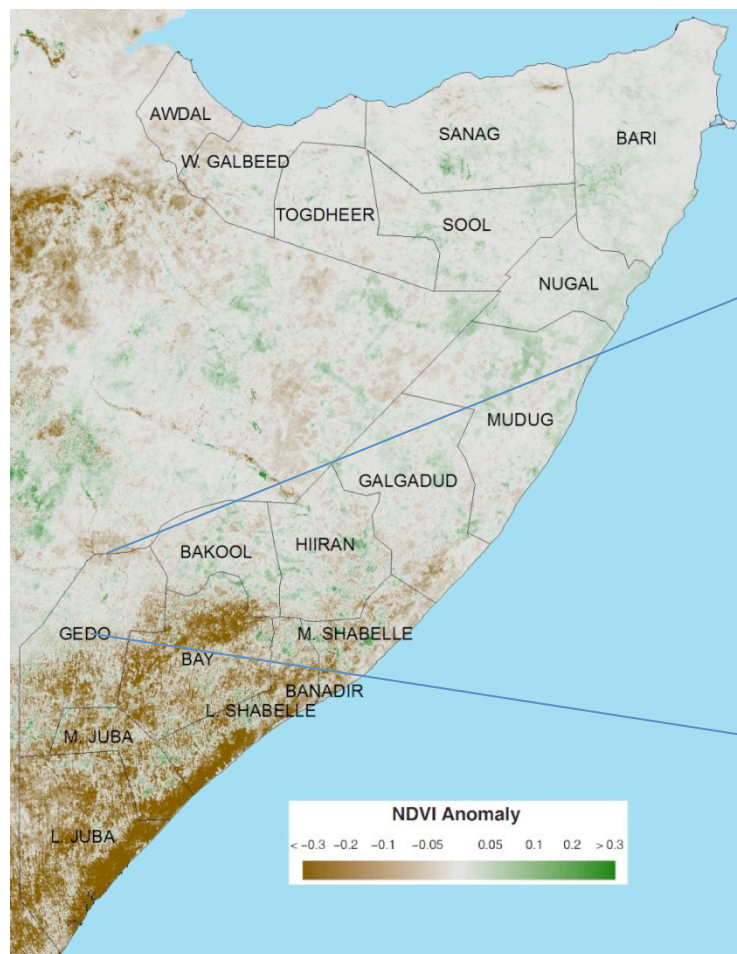 AWDAL
SANAG
BARI
W. GALBEED
TOGDHEER
SOOL
NUGAL
MUDUG
GALGADUD
HIIRAN
BAKOOL
GEDO
M. SHABELLE
BAY
BANADIR
L. SHABELLE
M. JUBA
L. JUBA
NDVI Anomaly
< -0.3 -0.2 -0.1 -0.05 0.05 0.1 0.2 > 0.3